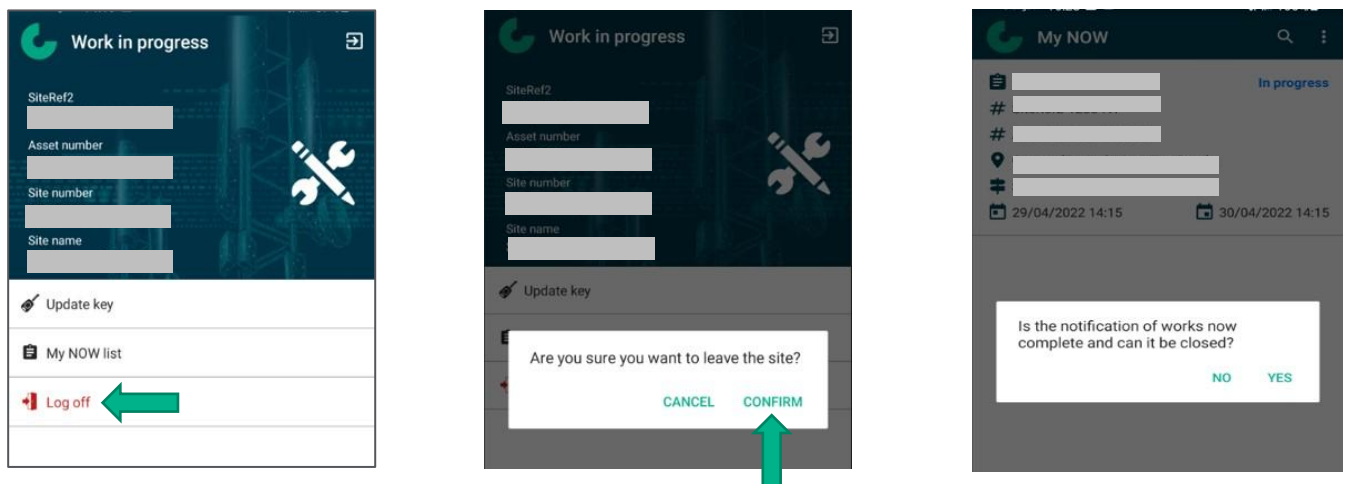 Work in progress
SiteRef2
Asset number
Site number
Site name
Update key
My NOW list
Log off
Work in progress
SiteRef2
Asset number
Site number
Site name
Update key
Are you sure you want to leave the site?
CANCEL CONFIRM
My NOW
In progress
#
#
29/04/2022 14:15 30/04/2022 14:15
Is the notification of works now
complete and can it be closed?
NO YES